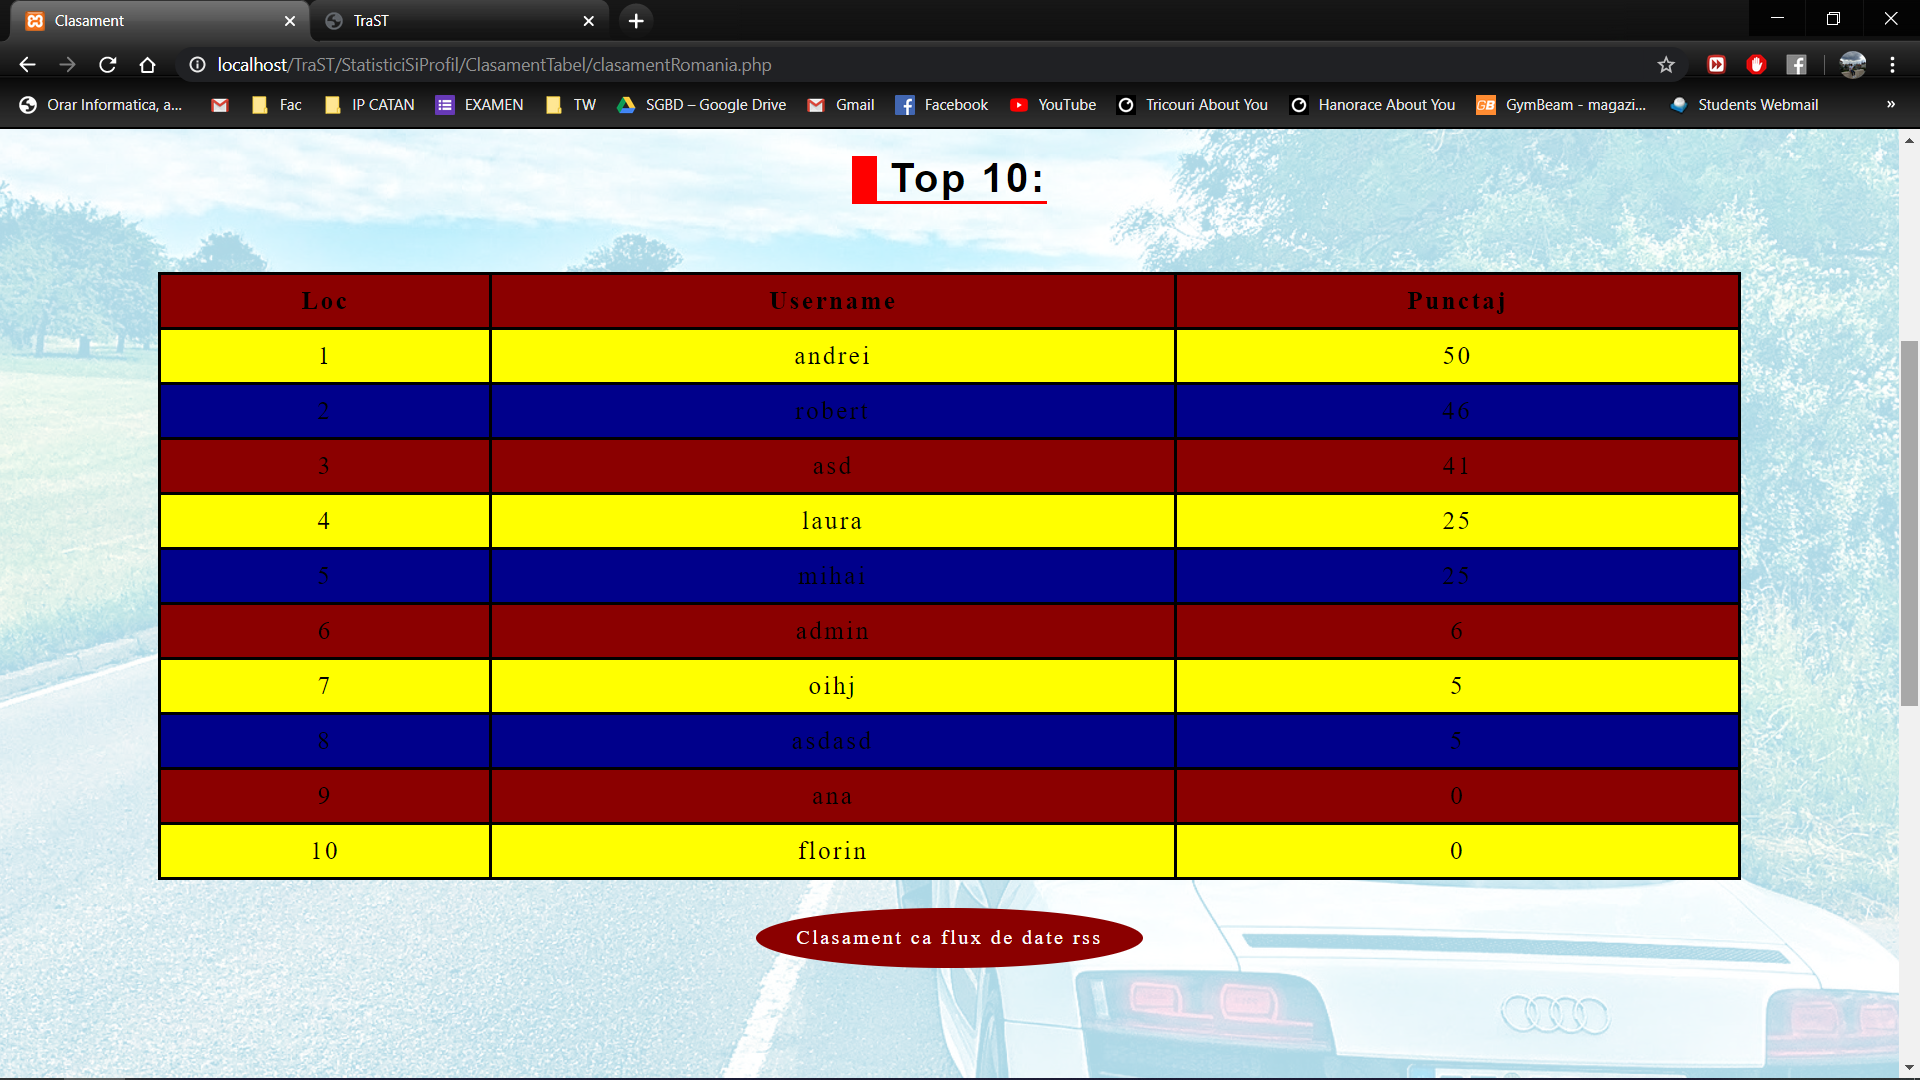 Clasament
TraST
localhost/TraST/StatisticiSiProfil/ClasamentTabel/clasamentRomania.php
Orar Informatica, a... Fac IP CATAN EXAMEN TW SGBD – Google Drive Gmail Facebook YouTube Tricouri About You Hanorace About You GB GymBeam - magazi... Students Webmail »
Top 10:
Loc Username Punctaj
1 andrei 50
2 robert 46
3 asd 41
4 laura 25
5 mihai 25
6 admin 6
7 oihj 5
8 asdasd 5
9 ana 0
10 florin 0
Clasament ca flux de date rss